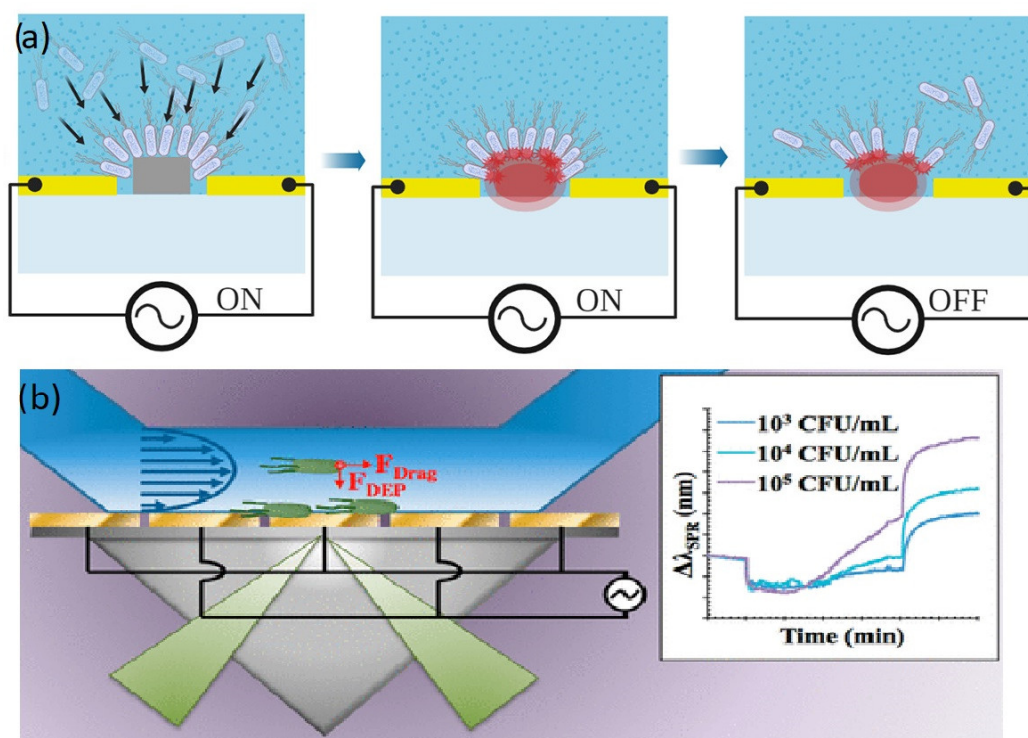 (a)
ON
ON
OFF
(b)
F_Drag
F_DEP
10³ CFU/mL
10⁴ CFU/mL
10⁵ CFU/mL
Δλ_SPR (nm)
Time (min)